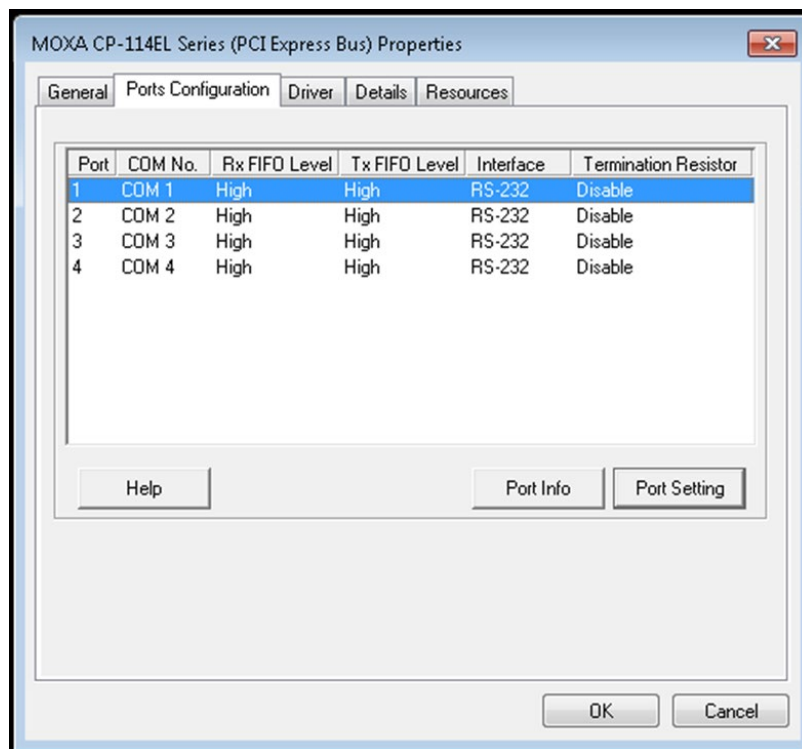 MOXA CP-114EL Series (PCI Express Bus) Properties
General Ports Configuration Driver Details Resources
Port COM No. Rx FIFO Level Tx FIFO Level Interface Termination Resistor
1 COM 1 High High RS-232 Disable
2 COM 2 High High RS-232 Disable
3 COM 3 High High RS-232 Disable
4 COM 4 High High RS-232 Disable
Help Port Info Port Setting
OK Cancel